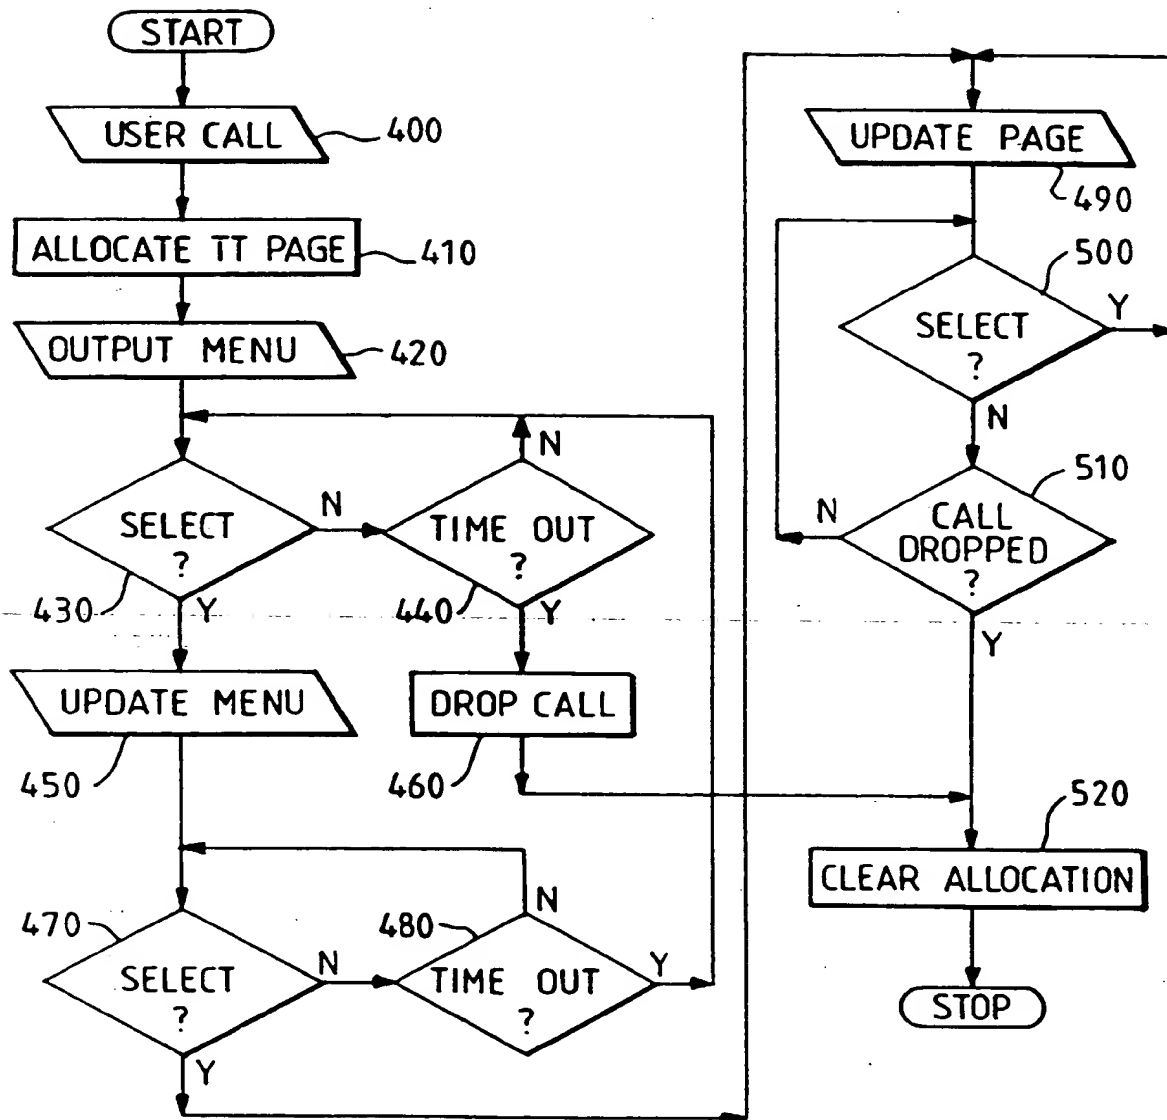 START
USER CALL
400
ALLOCATE TT PAGE
410
OUTPUT MENU
420
SELECT
?
430
N
Y
TIME OUT
?
440
N
Y
UPDATE MENU
450
DROP CALL
460
SELECT
?
470
N
Y
TIME OUT
?
480
N
Y
UPDATE PAGE
490
SELECT
?
500
Y
N
CALL
DROPPED
?
510
N
Y
CLEAR ALLOCATION
520
STOP